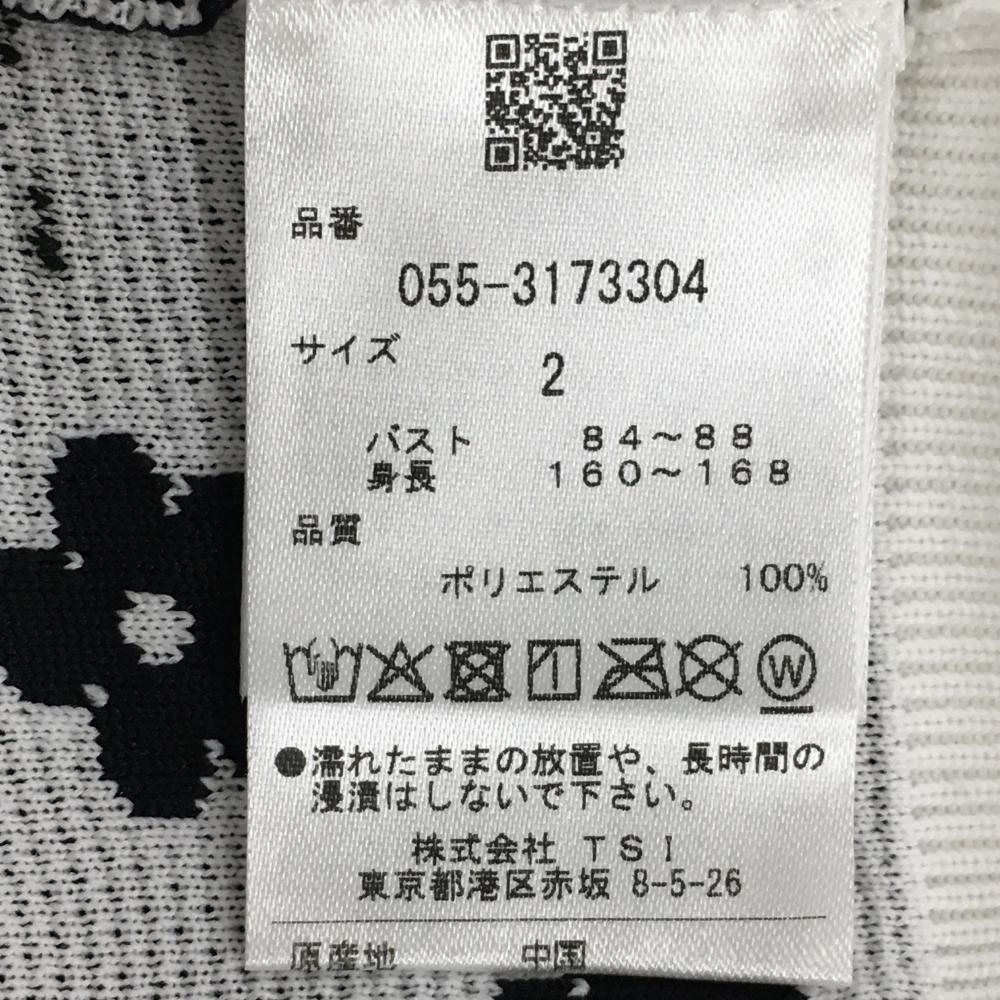 品番
055-3173304
サイズ
2
バスト 84～88
身長 160～168
品質
ポリエステル 100%
W
●濡れたままの放置や、長時間の
浸漬はしないで下さい。
株式会社 TSI
東京都港区赤坂 8-5-26
原産地 中国